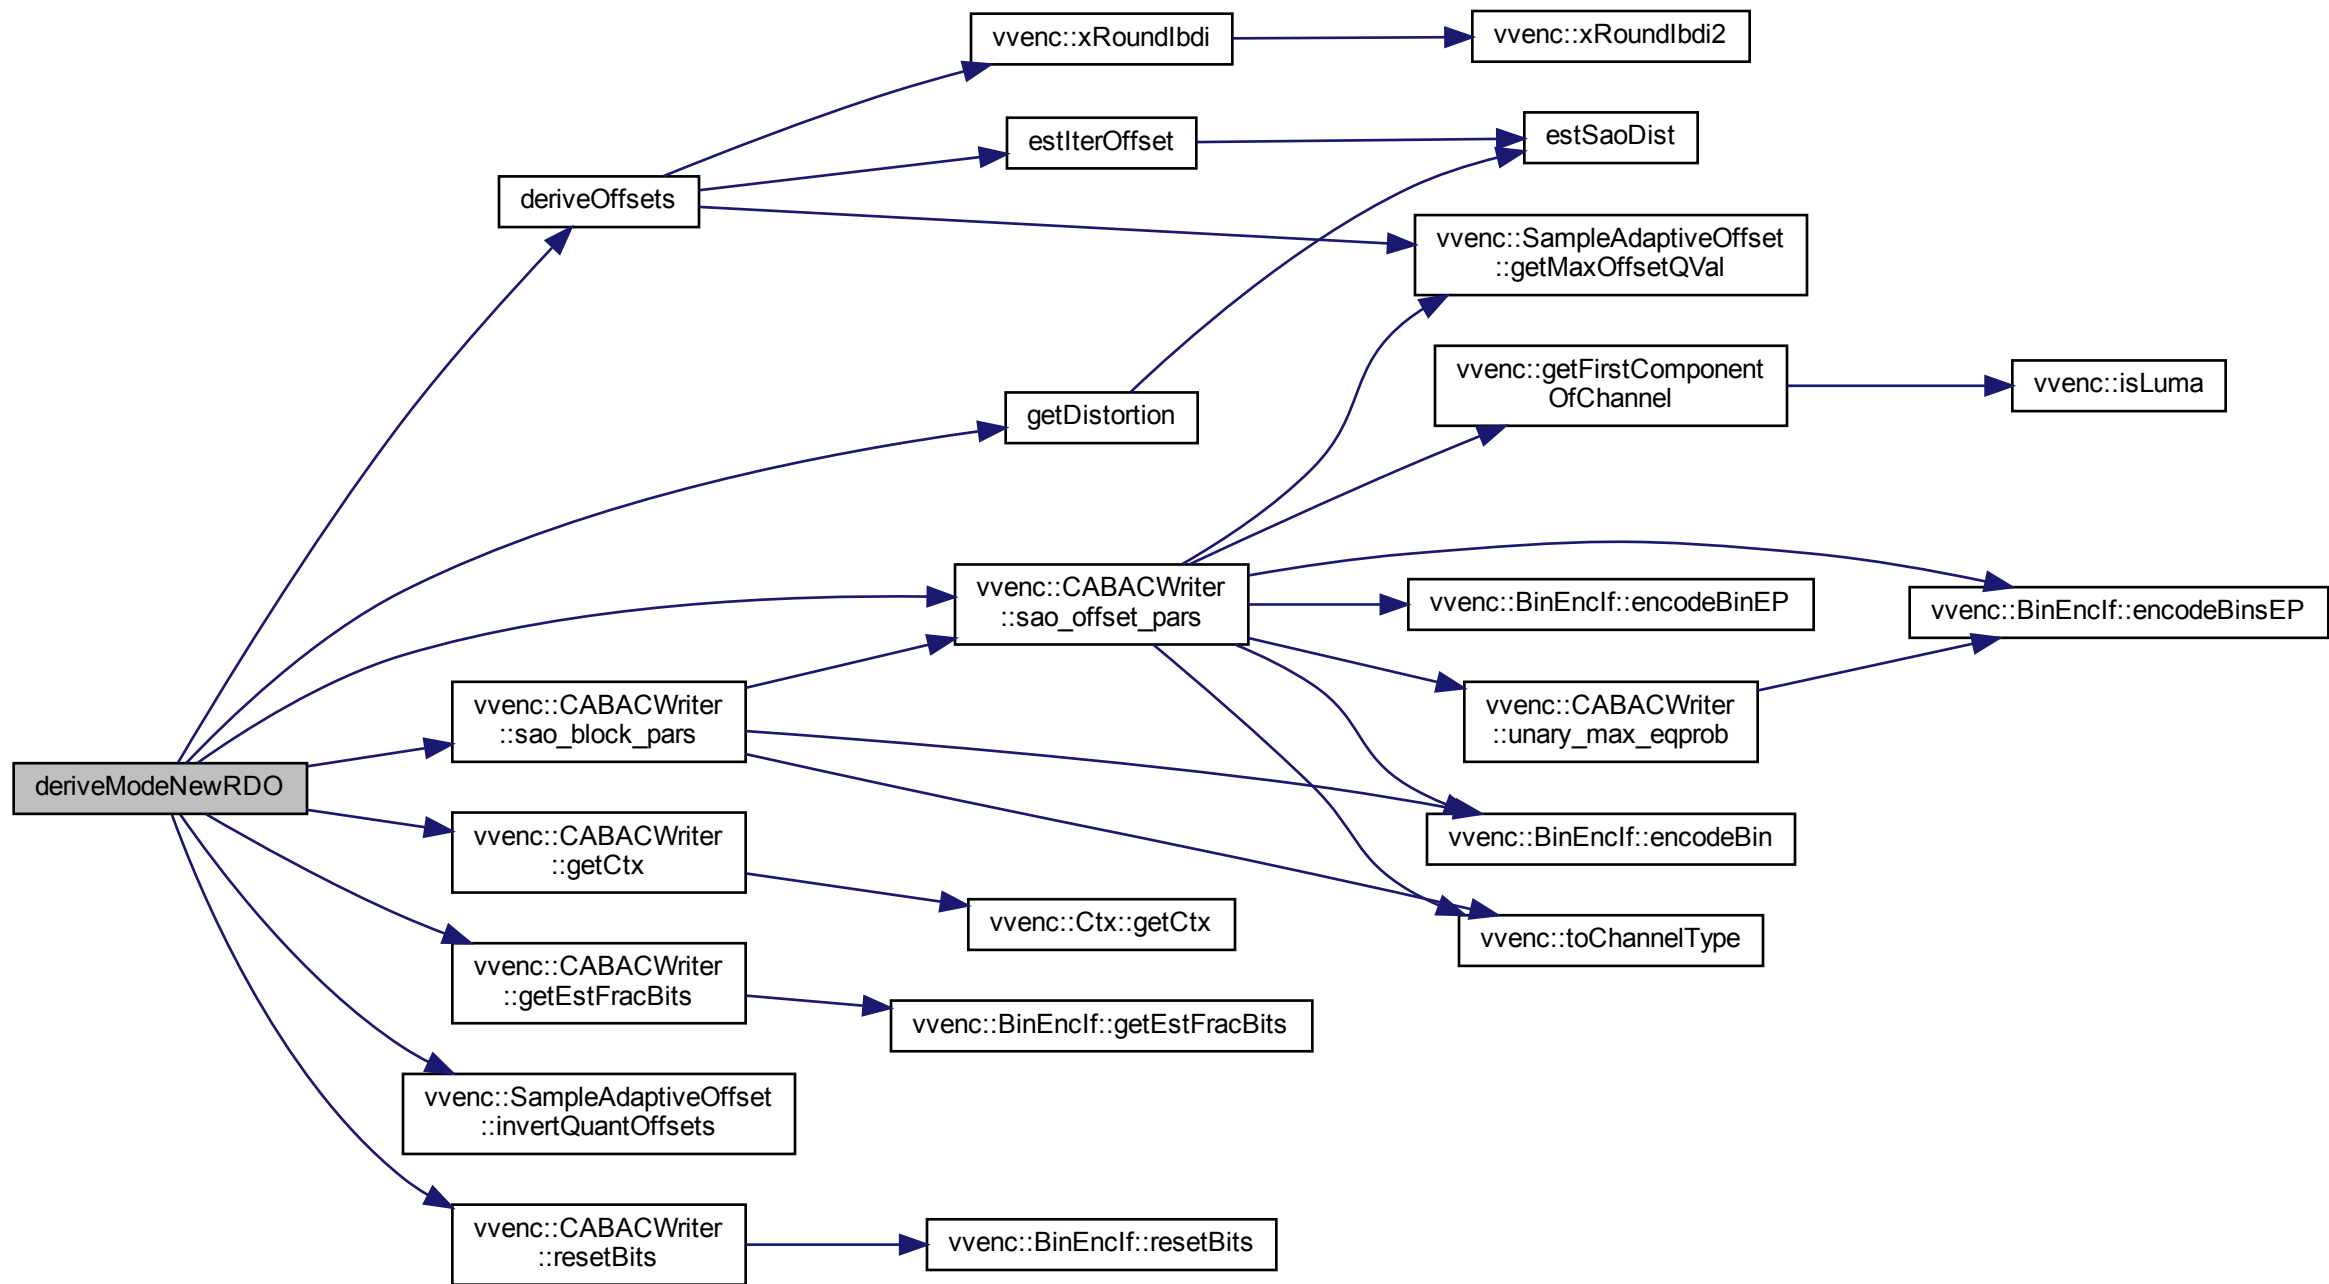 vvenc::xRoundIbdi
vvenc::xRoundIbdi2
estIterOffset
estSaoDist
deriveOffsets
vvenc::SampleAdaptiveOffset
::getMaxOffsetQVal
vvenc::getFirstComponent
OfChannel
vvenc::isLuma
getDistortion
vvenc::CABACWriter
::sao_offset_pars
vvenc::BinEncIf::encodeBinEP
vvenc::BinEncIf::encodeBinsEP
vvenc::CABACWriter
::sao_block_pars
vvenc::CABACWriter
::unary_max_eqprob
deriveModeNewRDO
vvenc::CABACWriter
::getCtx
vvenc::BinEncIf::encodeBin
vvenc::Ctx::getCtx
vvenc::toChannelType
vvenc::CABACWriter
::getEstFracBits
vvenc::BinEncIf::getEstFracBits
vvenc::SampleAdaptiveOffset
::invertQuantOffsets
vvenc::CABACWriter
::resetBits
vvenc::BinEncIf::resetBits